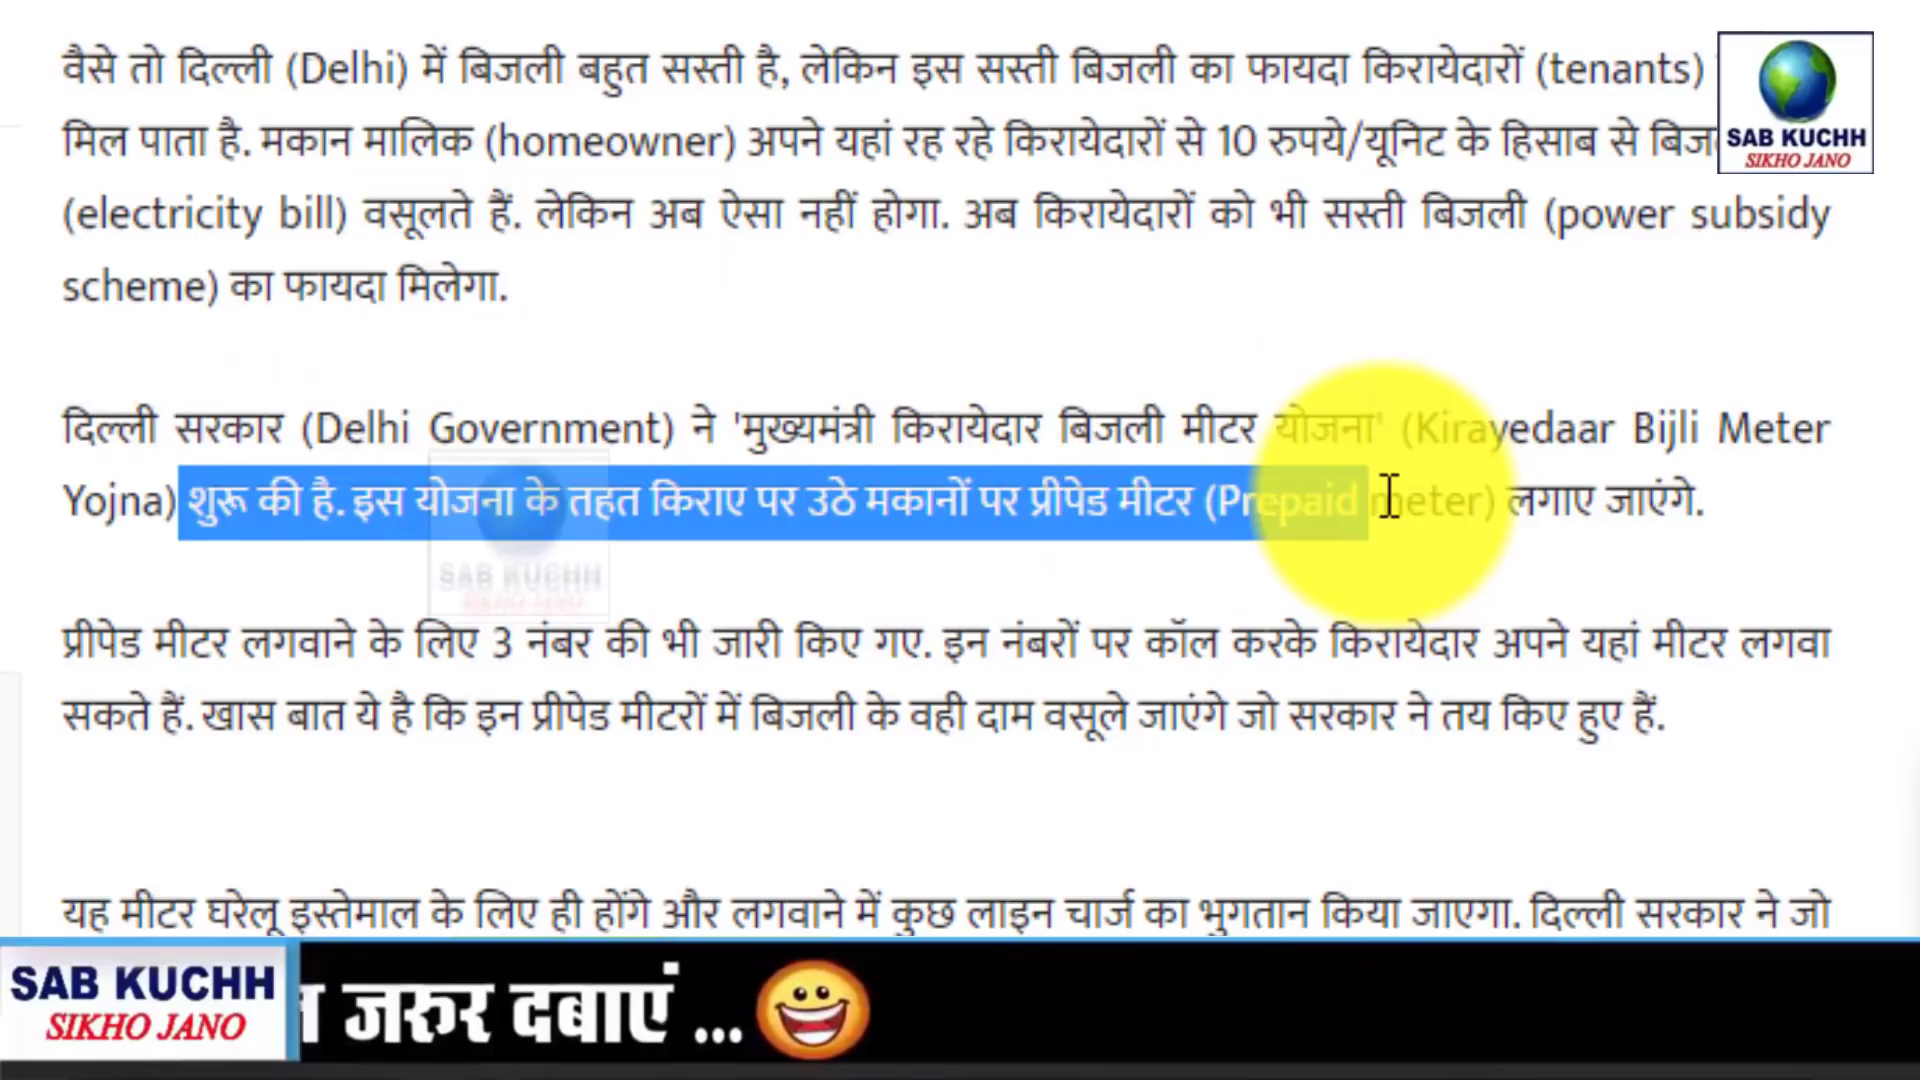 वैसे तो दिल्ली (Delhi) में बिजली बहुत सस्ती है, लेकिन इस सस्ती बिजली का फायदा किरायेदारों (tenants)
मिल पाता है. मकान मालिक (homeowner) अपने यहां रह रहे किरायेदारों से 10 रुपये/यूनिट के हिसाब से
(electricity bill) वसूलते हैं. लेकिन अब ऐसा नहीं होगा. अब किरायेदारों को भी सस्ती बिजली (power subsidy
scheme) का फायदा मिलेगा.
SAB KUCHH
SIKHO JANO
दिल्ली सरकार (Delhi Government) ने 'मुख्यमंत्री किरायेदार बिजली मीटर योजना' (Kirayedaar Bijli Meter
Yojna) शुरू की है. इस योजना के तहत किराए पर उठे मकानों पर प्रीपेड मीटर (Prepaid meter) लगाए जाएंगे.
SAB KUCHH
प्रीपेड मीटर लगवाने के लिए 3 नंबर की भी जारी किए गए. इन नंबरों पर कॉल करके किरायेदार अपने यहां मीटर लगवा
सकते हैं. खास बात ये है कि इन प्रीपेड मीटरों में बिजली के वही दाम वसूले जाएंगे जो सरकार ने तय किए हुए हैं.
यह मीटर घरेलू इस्तेमाल के लिए ही होंगे और लगवाने में कुछ लाइन चार्ज का भुगतान किया जाएगा. दिल्ली सरकार ने जो
SAB KUCHH
SIKHO JANO
जरुर दबाएं ...